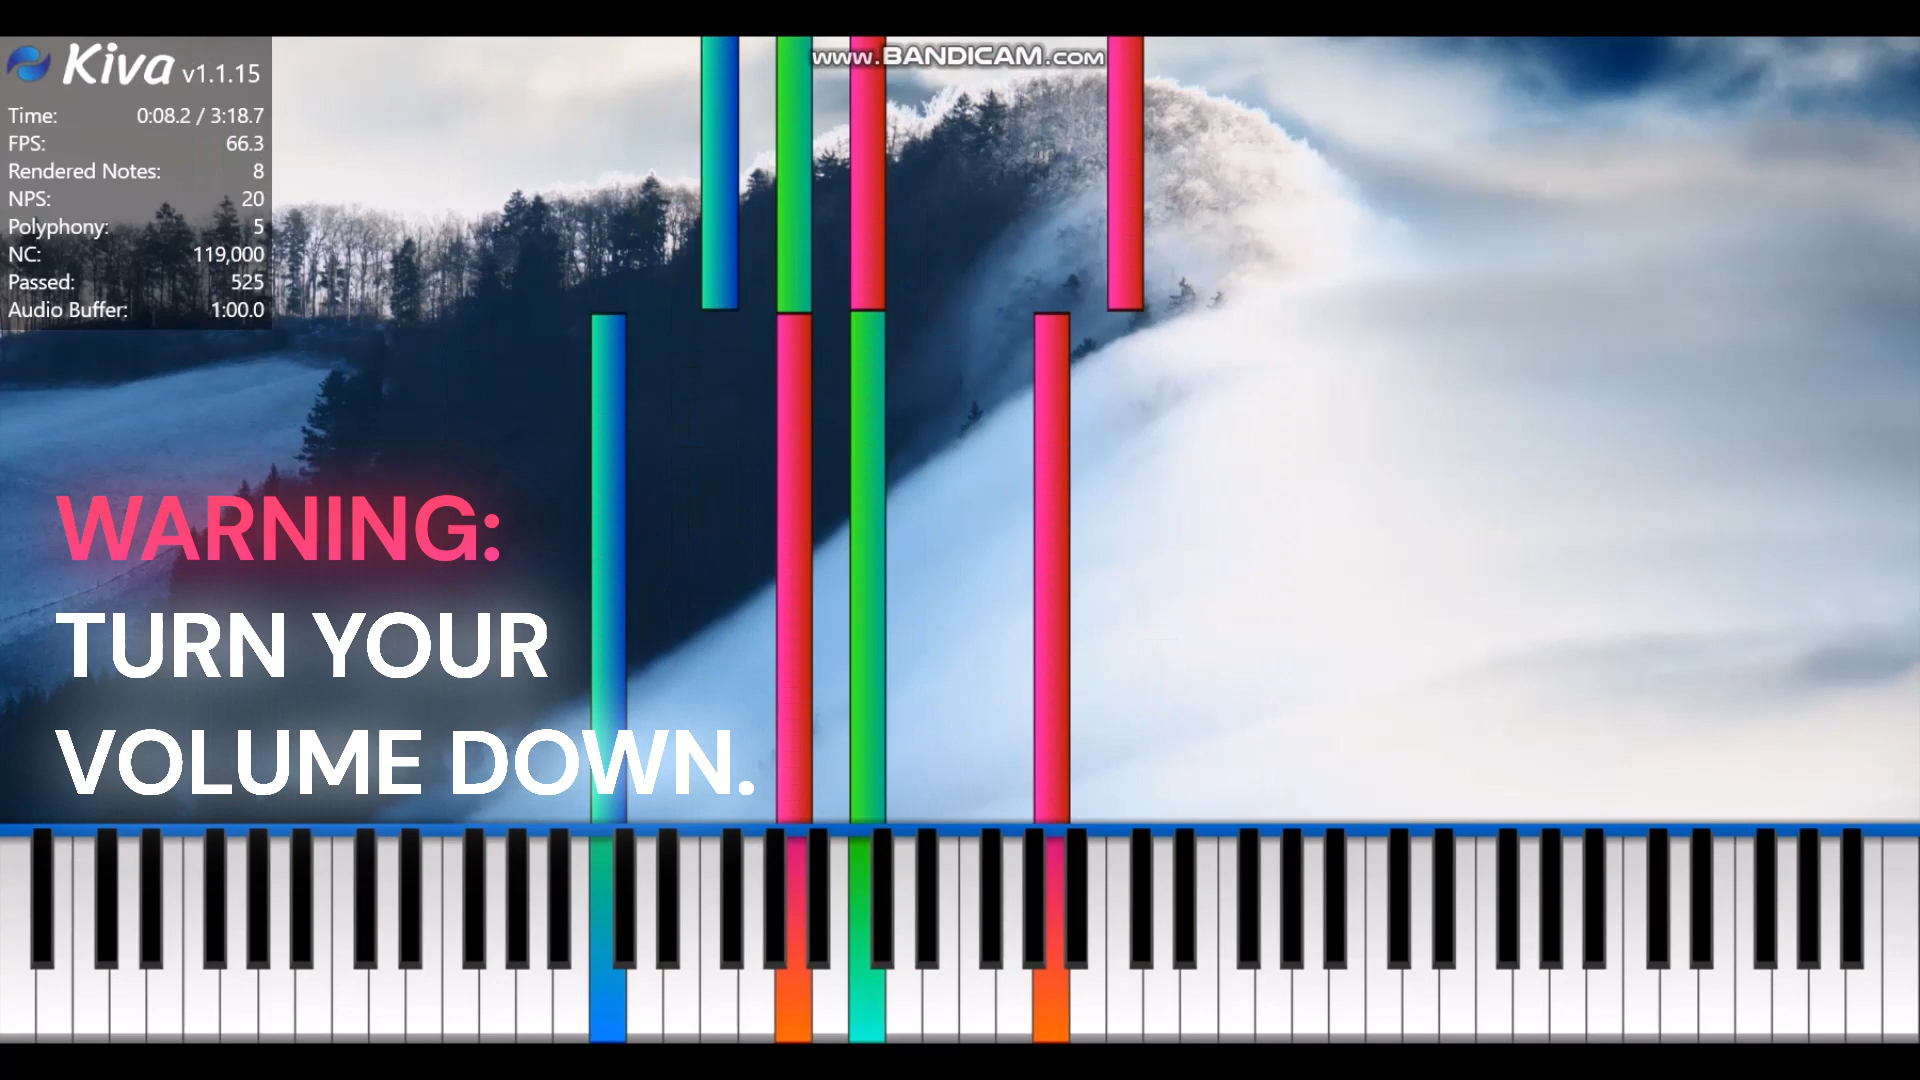 Kiva v1.1.15
www.BANDICAM.com
Time: 0:08.2 / 3:18.7
FPS: 66.3
Rendered Notes: 8
NPS: 20
Polyphony: 5
NC: 119,000
Passed: 525
Audio Buffer: 1:00.0
WARNING:
TURN YOUR
VOLUME DOWN.